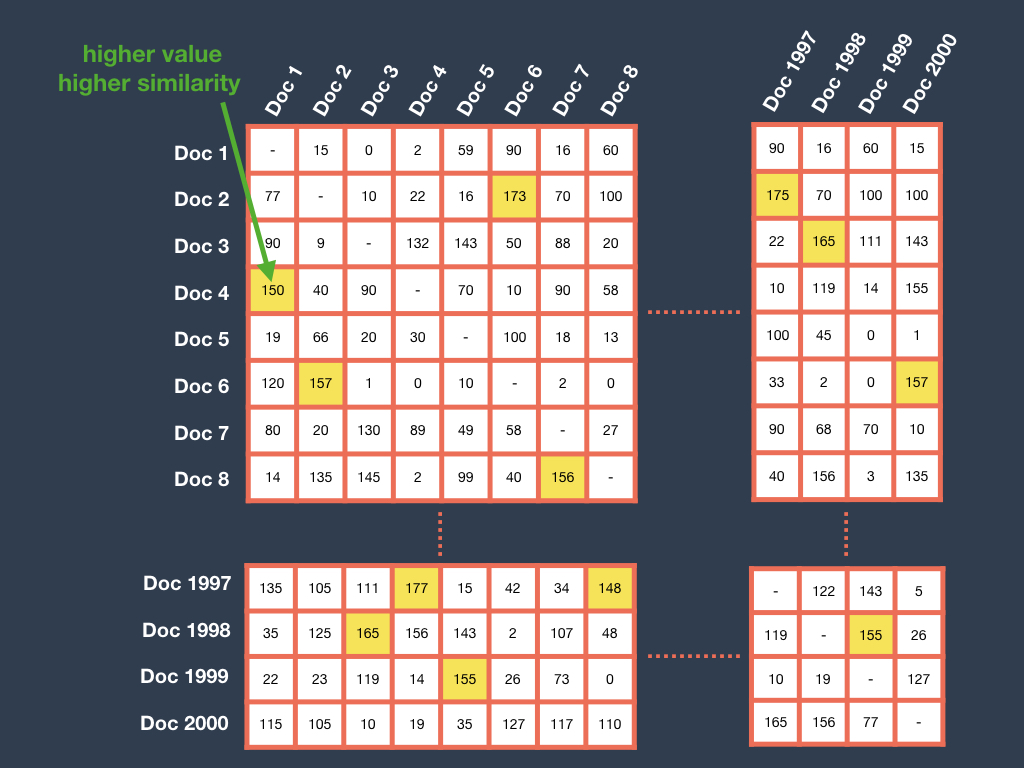 higher value
higher similarity
Doc 1 Doc 2 Doc 3 Doc 4 Doc 5 Doc 6 Doc 7 Doc 8 Doc 1997 Doc 1998 Doc 1999 Doc 2000
Doc 1 - 15 0 2 59 90 16 60 90 16 60 15
Doc 2 77 - 10 22 16 173 70 100 175 70 100 100
Doc 3 90 9 - 132 143 50 88 20 22 165 111 143
Doc 4 150 40 90 - 70 10 90 58 10 119 14 155
Doc 5 19 66 20 30 - 100 18 13 100 45 0 1
Doc 6 120 157 1 0 10 - 2 0 33 2 0 157
Doc 7 80 20 130 89 49 58 - 27 90 68 70 10
Doc 8 14 135 145 2 99 40 156 - 40 156 3 135
Doc 1997 135 105 111 177 15 42 34 148 - 122 143 5
Doc 1998 35 125 165 156 143 2 107 48 119 - 155 26
Doc 1999 22 23 119 14 155 26 73 0 10 19 - 127
Doc 2000 115 105 10 19 35 127 117 110 165 156 77 -